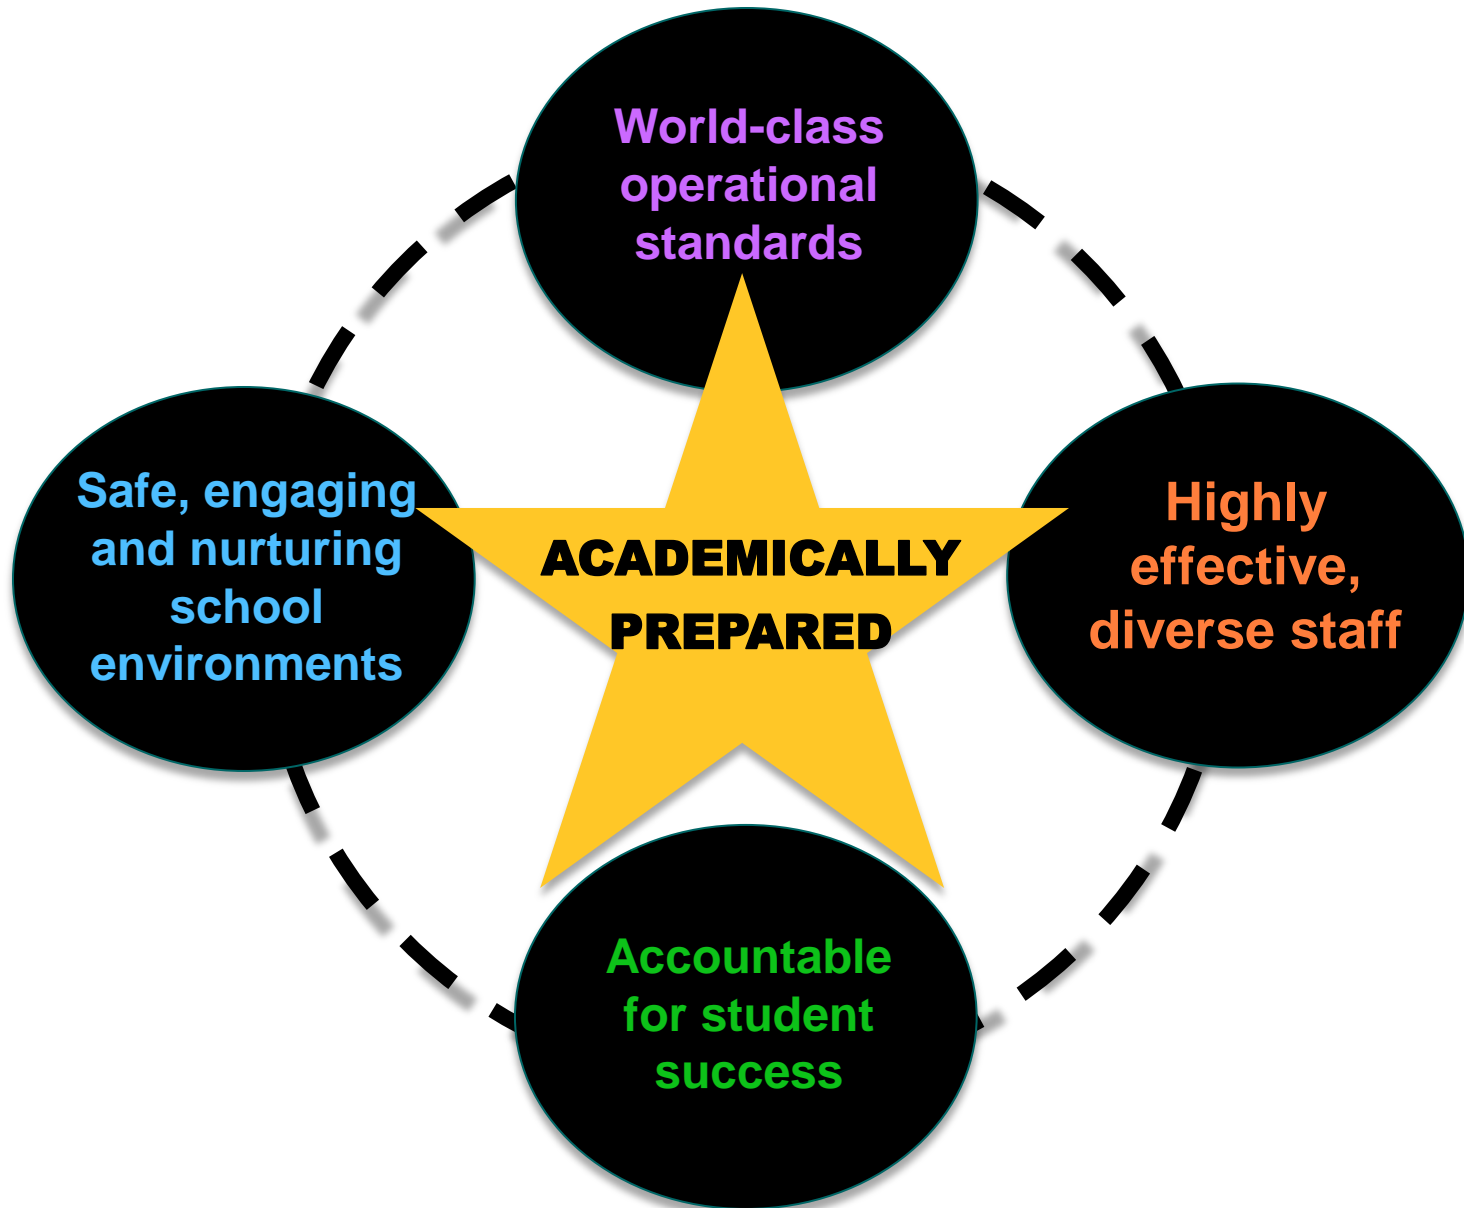 World-class
operational
standards
Safe, engaging
and nurturing
school
environments
ACADEMICALLY
PREPARED
Highly
effective,
diverse staff
Accountable
for student
success